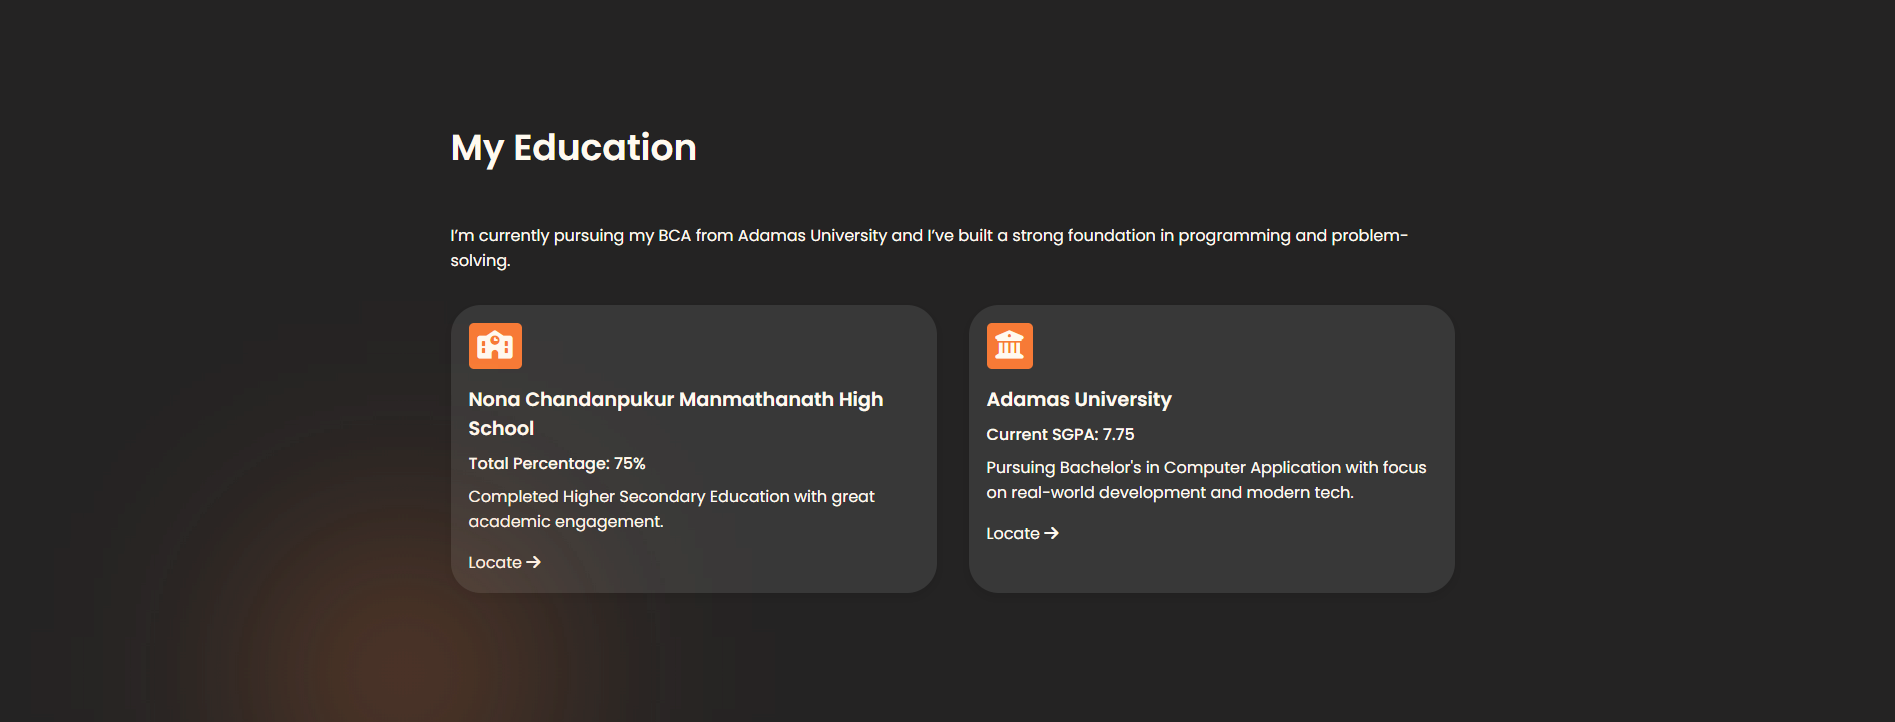 My Education
I’m currently pursuing my BCA from Adamas University and I’ve built a strong foundation in programming and problem-
solving.
Nona Chandanpukur Manmathanath High
School
Total Percentage: 75%
Completed Higher Secondary Education with great
academic engagement.
Locate →
Adamas University
Current SGPA: 7.75
Pursuing Bachelor's in Computer Application with focus
on real-world development and modern tech.
Locate →